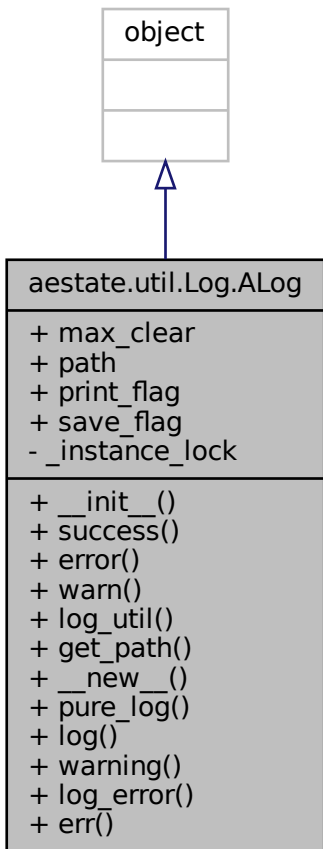 object
aestate.util.Log.ALog
+ max_clear
+ path
+ print_flag
+ save_flag
- _instance_lock
+ __init__()
+ success()
+ error()
+ warn()
+ log_util()
+ get_path()
+ __new__()
+ pure_log()
+ log()
+ warning()
+ log_error()
+ err()